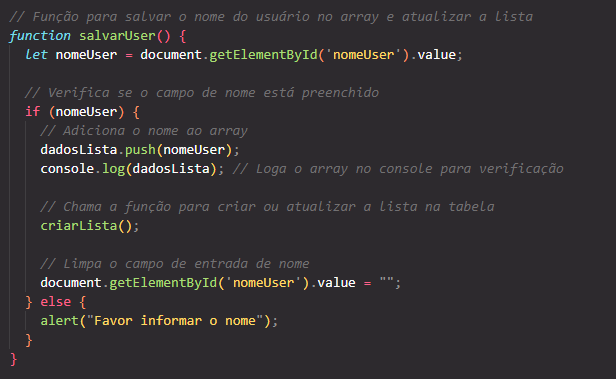 // Função para salvar o nome do usuário no array e atualizar a lista
function salvarUser() {
  let nomeUser = document.getElementById('nomeUser').value;

  // Verifica se o campo de nome está preenchido
  if (nomeUser) {
    // Adiciona o nome ao array
    dadosLista.push(nomeUser);
    console.log(dadosLista); // Loga o array no console para verificação

    // Chama a função para criar ou atualizar a lista na tabela
    criarLista();

    // Limpa o campo de entrada de nome
    document.getElementById('nomeUser').value = "";
  } else {
    alert("Favor informar o nome");
  }
}